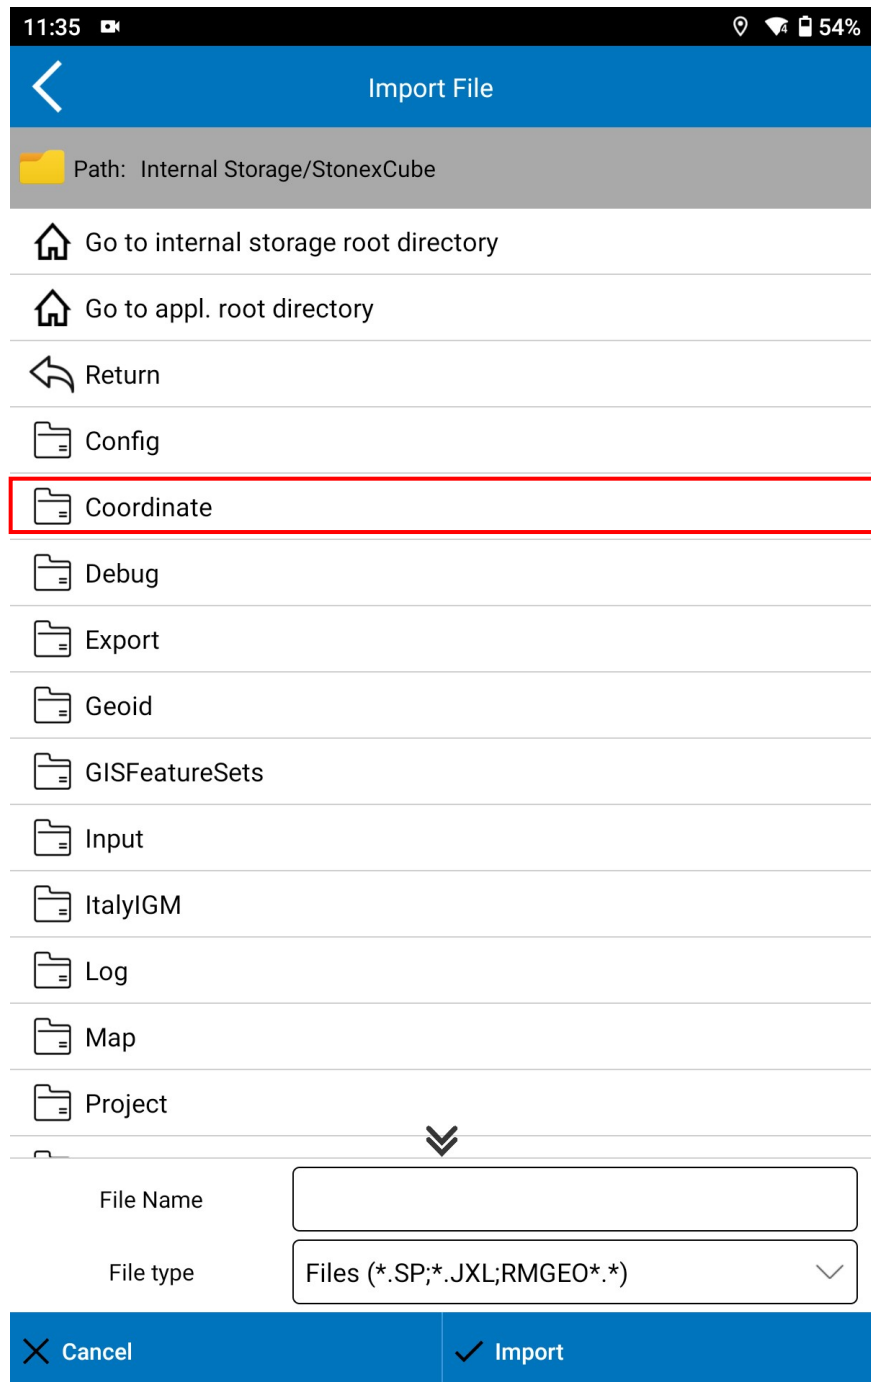 11:35 54%
Import File
Path: Internal Storage/StonexCube
Go to internal storage root directory
Go to appl. root directory
Return
Config
Coordinate
Debug
Export
Geoid
GISFeatureSets
Input
ItalyIGM
Log
Map
Project
File Name
File type Files (*.SP;*.JXL;RMGEO*.*)
Cancel Import